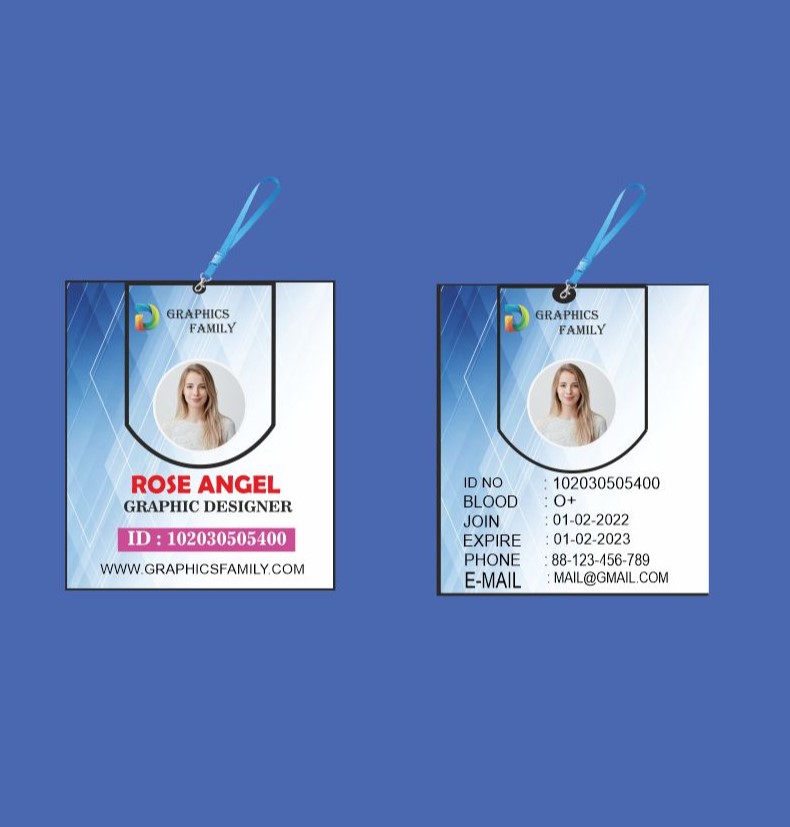 GRAPHICS
FAMILY
ROSE ANGEL
GRAPHIC DESIGNER
ID : 102030505400
WWW.GRAPHICSFAMILY.COM
GRAPHICS
FAMILY
ID NO : 102030505400
BLOOD : O+
JOIN : 01-02-2022
EXPIRE : 01-02-2023
PHONE : 88-123-456-789
E-MAIL : MAIL@GMAIL.COM